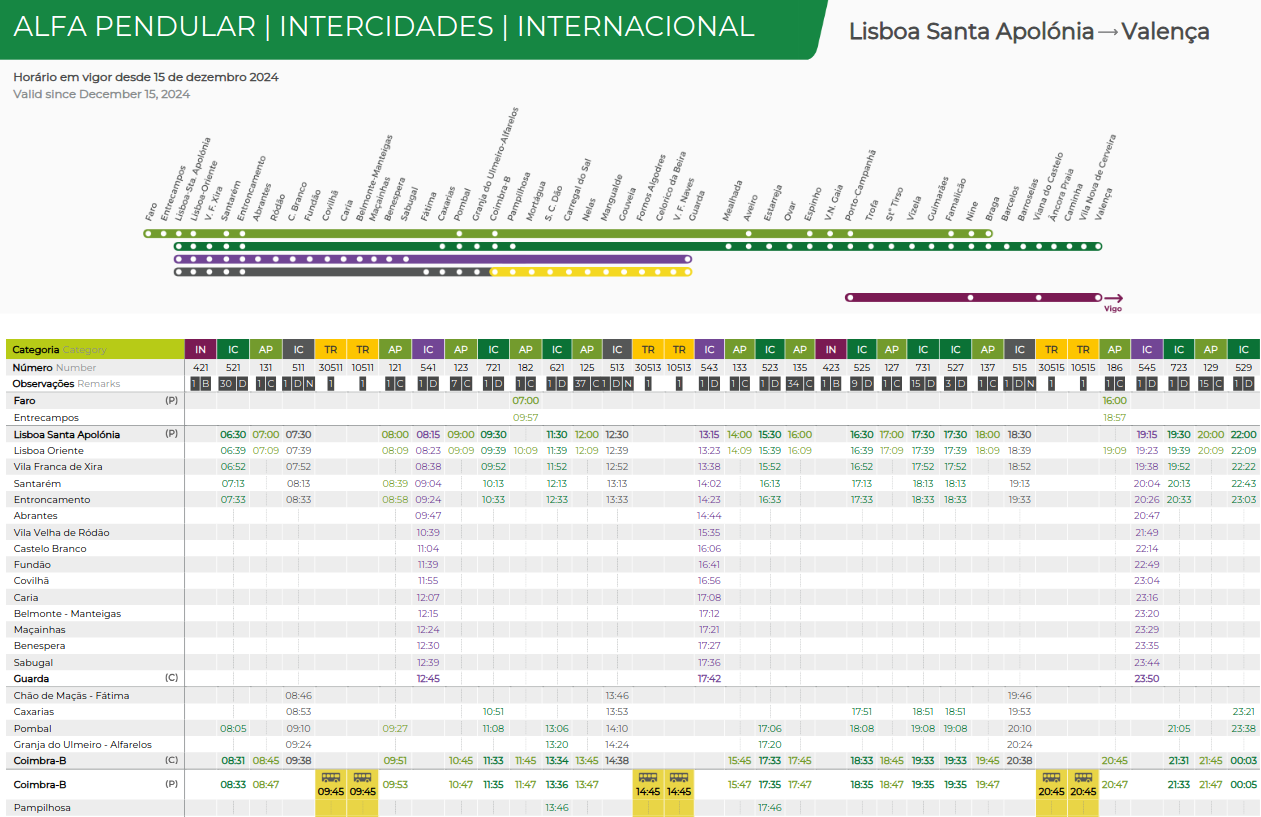 ALFA PENDULAR | INTERCIDADES | INTERNACIONAL
Lisboa Santa Apolónia→Valença
Horário em vigor desde 15 de dezembro 2024
Valid since December 15, 2024
Faro
Entrecampos
Lisboa-Sta. Apolónia
Lisboa-Oriente
V. F. Xira
Santarém
Entroncamento
Abrantes
Ródão
C. Branco
Fundão
Covilhã
Caria
Belmonte-Manteigas
Maçainhas
Benespera
Sabugal
Fátima
Caxarias
Pombal
Granja do Ulmeiro-Alfarelos
Coimbra-B
Pampilhosa
Mortágua
S. C. Dão
Carregal do Sal
Nelas
Mangualde
Gouveia
Fornos Algodres
Celorico da Beira
V. F. Naves
Guarda
Mealhada
Aveiro
Estarreja
Ovar
Espinho
V.N. Gaia
Porto-Campanhã
Trofa
Stº Tirso
Vizela
Guimarães
Famalicão
Nine
Braga
Barcelos
Barroselas
Viana do Castelo
Âncora Praia
Caminha
Vila Nova de Cerveira
Valença
Vigo
Categoria Category IN IC AP IC TR TR AP IC AP IC AP IC AP IC TR TR IC AP IC AP IN IC AP IC IC AP IC TR TR AP IC IC AP IC
Número Number 421 521 131 511 30511 10511 121 541 123 721 182 621 125 513 30513 10513 543 133 523 135 423 525 127 731 527 137 515 30515 10515 186 545 723 129 529
Observações Remarks 1 B 30 D 1 C 1 D N 1 1 1 C 1 D 7 C 1 D 1 C 1 D 37 C 1 D N 1 1 1 D 1 C 1 D 34 C 1 B 9 D 1 C 15 D 3 D 1 C 1 D N 1 1 1 C 1 D 1 D 15 C 1 D
Faro (P) 07:00 16:00
Entrecampos 09:57 18:57
Lisboa Santa Apolónia (P) 06:30 07:00 07:30 08:00 08:15 09:00 09:30 11:30 12:00 12:30 13:15 14:00 15:30 16:00 16:30 17:00 17:30 17:30 18:00 18:30 19:15 19:30 20:00 22:00
Lisboa Oriente 06:39 07:09 07:39 08:09 08:23 09:09 09:39 10:09 11:39 12:09 12:39 13:23 14:09 15:39 16:09 16:39 17:09 17:39 17:39 18:09 18:39 19:09 19:23 19:39 20:09 22:09
Vila Franca de Xira 06:52 07:52 08:38 09:52 11:52 12:52 13:38 15:52 16:52 17:52 17:52 18:52 19:38 19:52 22:22
Santarém 07:13 08:13 08:39 09:04 10:13 12:13 13:13 14:02 16:13 17:13 18:13 18:13 19:13 20:04 20:13 22:43
Entroncamento 07:33 08:33 08:58 09:24 10:33 12:33 13:33 14:23 16:33 17:33 18:33 18:33 19:33 20:26 20:33 23:03
Abrantes 09:47 14:44 20:47
Vila Velha de Ródão 10:39 15:35 21:49
Castelo Branco 11:04 16:06 22:14
Fundão 11:39 16:41 22:49
Covilhã 11:55 16:56 23:04
Caria 12:07 17:08 23:16
Belmonte - Manteigas 12:15 17:12 23:20
Maçainhas 12:24 17:21 23:29
Benespera 12:30 17:27 23:35
Sabugal 12:39 17:36 23:44
Guarda (C) 12:45 17:42 23:50
Chão de Maçãs - Fátima 08:46 13:46 19:46
Caxarias 08:53 10:51 13:53 17:51 18:51 18:51 19:53 23:21
Pombal 08:05 09:10 09:27 11:08 13:06 14:10 17:06 18:08 19:08 19:08 20:10 21:05 23:38
Granja do Ulmeiro - Alfarelos 09:24 13:20 14:24 17:20 20:24
Coimbra-B (C) 08:31 08:45 09:38 09:51 10:45 11:33 11:45 13:34 13:45 14:38 15:45 17:33 17:45 18:33 18:45 19:33 19:33 19:45 20:38 20:45 21:31 21:45 00:03
Coimbra-B (P) 08:33 08:47 09:45 09:45 09:53 10:47 11:35 11:47 13:36 13:47 14:45 14:45 15:47 17:35 17:47 18:35 18:47 19:35 19:35 19:47 20:45 20:45 20:47 21:33 21:47 00:05
Pampilhosa 13:46 17:46